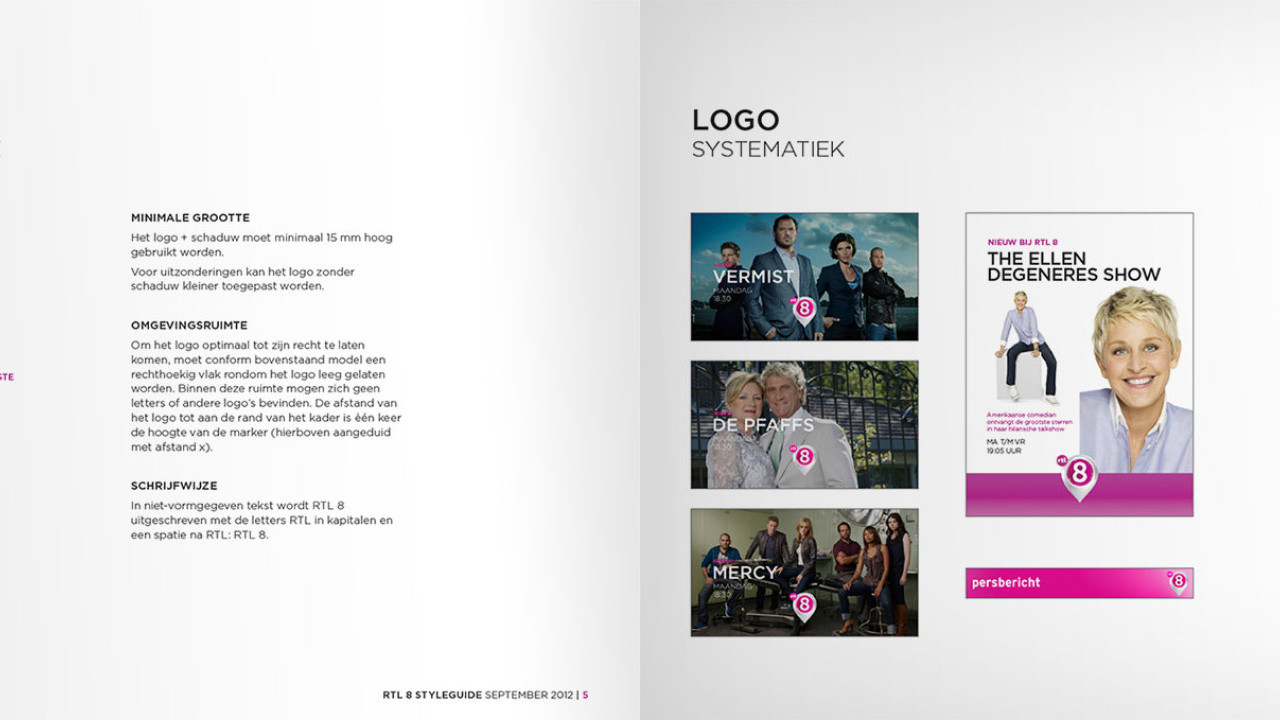 STE
MINIMALE GROOTTE
Het logo + schaduw moet minimaal 15 mm hoog
gebruikt worden.
Voor uitzonderingen kan het logo zonder
schaduw kleiner toegepast worden.
OMGEVINGSRUIMTE
Om het logo optimaal tot zijn recht te laten
komen, moet conform bovenstaand model een
rechthoekig vlak rondom het logo leeg gelaten
worden. Binnen deze ruimte mogen zich geen
letters of andere logo's bevinden. De afstand van
het logo tot aan de rand van het kader is één keer
de hoogte van de marker (hierboven aangeduid
met afstand x).
SCHRIJFWIJZE
In niet-vormgegeven tekst wordt RTL 8
uitgeschreven met de letters RTL in kapitalen en
een spatie na RTL: RTL 8.
RTL 8 STYLEGUIDE SEPTEMBER 2012 | 5
LOGO
SYSTEMATIEK
VERMIST
MAANDAG
18:30
rtl 8
DE PFAFFS
rtl 8
MERCY
MAANDAG
18:30
rtl 8
NIEUW BIJ RTL 8
THE ELLEN
DEGENERES SHOW
Amerikaanse comedian
ontvangt de grootste sterren
in haar hilarische talkshow
MA T/M VR
19:05 UUR
rtl 8
persbericht
8